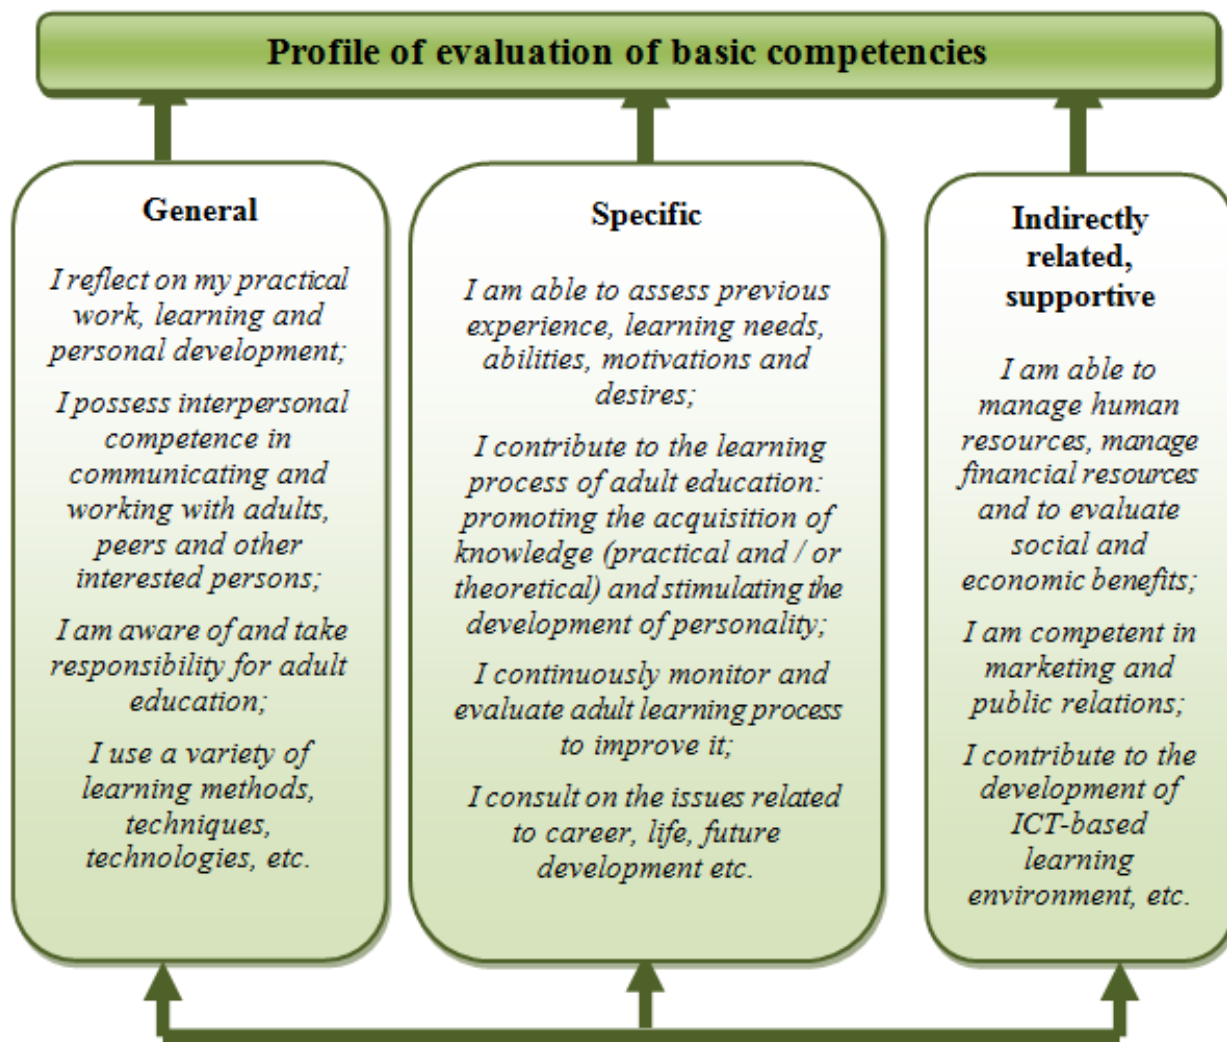 Profile of evaluation of basic competencies
General
I reflect on my practical
work, learning and
personal development;
I possess interpersonal
competence in
communicating and
working with adults,
peers and other
interested persons;
I am aware of and take
responsibility for adult
education;
I use a variety of
learning methods,
techniques,
technologies, etc.
Specific
I am able to assess previous
experience, learning needs,
abilities, motivations and
desires;
I contribute to the learning
process of adult education:
promoting the acquisition of
knowledge (practical and / or
theoretical) and stimulating the
development of personality;
I continuously monitor and
evaluate adult learning process
to improve it;
I consult on the issues related
to career, life, future
development etc.
Indirectly
related,
supportive
I am able to
manage human
resources, manage
financial resources
and to evaluate
social and
economic benefits;
I am competent in
marketing and
public relations;
I contribute to the
development of
ICT-based
learning
environment, etc.